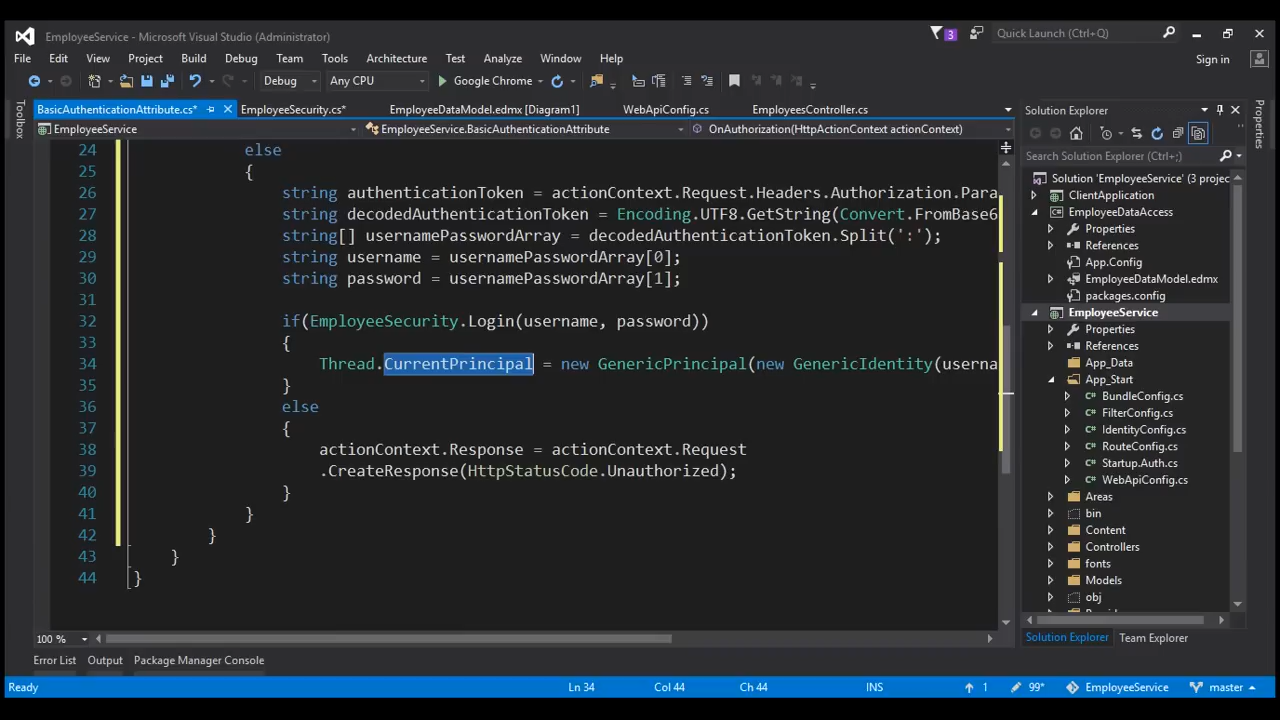 EmployeeService - Microsoft Visual Studio (Administrator)
3
Quick Launch (Ctrl+Q)
File Edit View Project Build Debug Team Tools Architecture Test Analyze Window Help
Sign in
Debug Any CPU Google Chrome
Toolbox
BasicAuthenticationAttribute.cs* EmployeeSecurity.cs* EmployeeDataModel.edmx [Diagram1] WebApiConfig.cs EmployeesController.cs
EmployeeService EmployeeService.BasicAuthenticationAttribute OnAuthorization(HttpActionContext actionContext)
24 else
25 {
26 string authenticationToken = actionContext.Request.Headers.Authorization.Para
27 string decodedAuthenticationToken = Encoding.UTF8.GetString(Convert.FromBase6
28 string[] usernamePasswordArray = decodedAuthenticationToken.Split(':');
29 string username = usernamePasswordArray[0];
30 string password = usernamePasswordArray[1];
31
32 if(EmployeeSecurity.Login(username, password))
33 {
34 Thread.CurrentPrincipal = new GenericPrincipal(new GenericIdentity(userna
35 }
36 else
37 {
38 actionContext.Response = actionContext.Request
39 .CreateResponse(HttpStatusCode.Unauthorized);
40 }
41 }
42 }
43 }
44 }
100 %
Solution Explorer
Properties
Search Solution Explorer (Ctrl+;)
Solution 'EmployeeService' (3 projec
ClientApplication
EmployeeDataAccess
Properties
References
App.Config
EmployeeDataModel.edmx
packages.config
EmployeeService
Properties
References
App_Data
App_Start
BundleConfig.cs
FilterConfig.cs
IdentityConfig.cs
RouteConfig.cs
Startup.Auth.cs
WebApiConfig.cs
Areas
bin
Content
Controllers
fonts
Models
obj
Solution Explorer Team Explorer
Error List Output Package Manager Console
Ready Ln 34 Col 44 Ch 44 INS 1 99* EmployeeService master